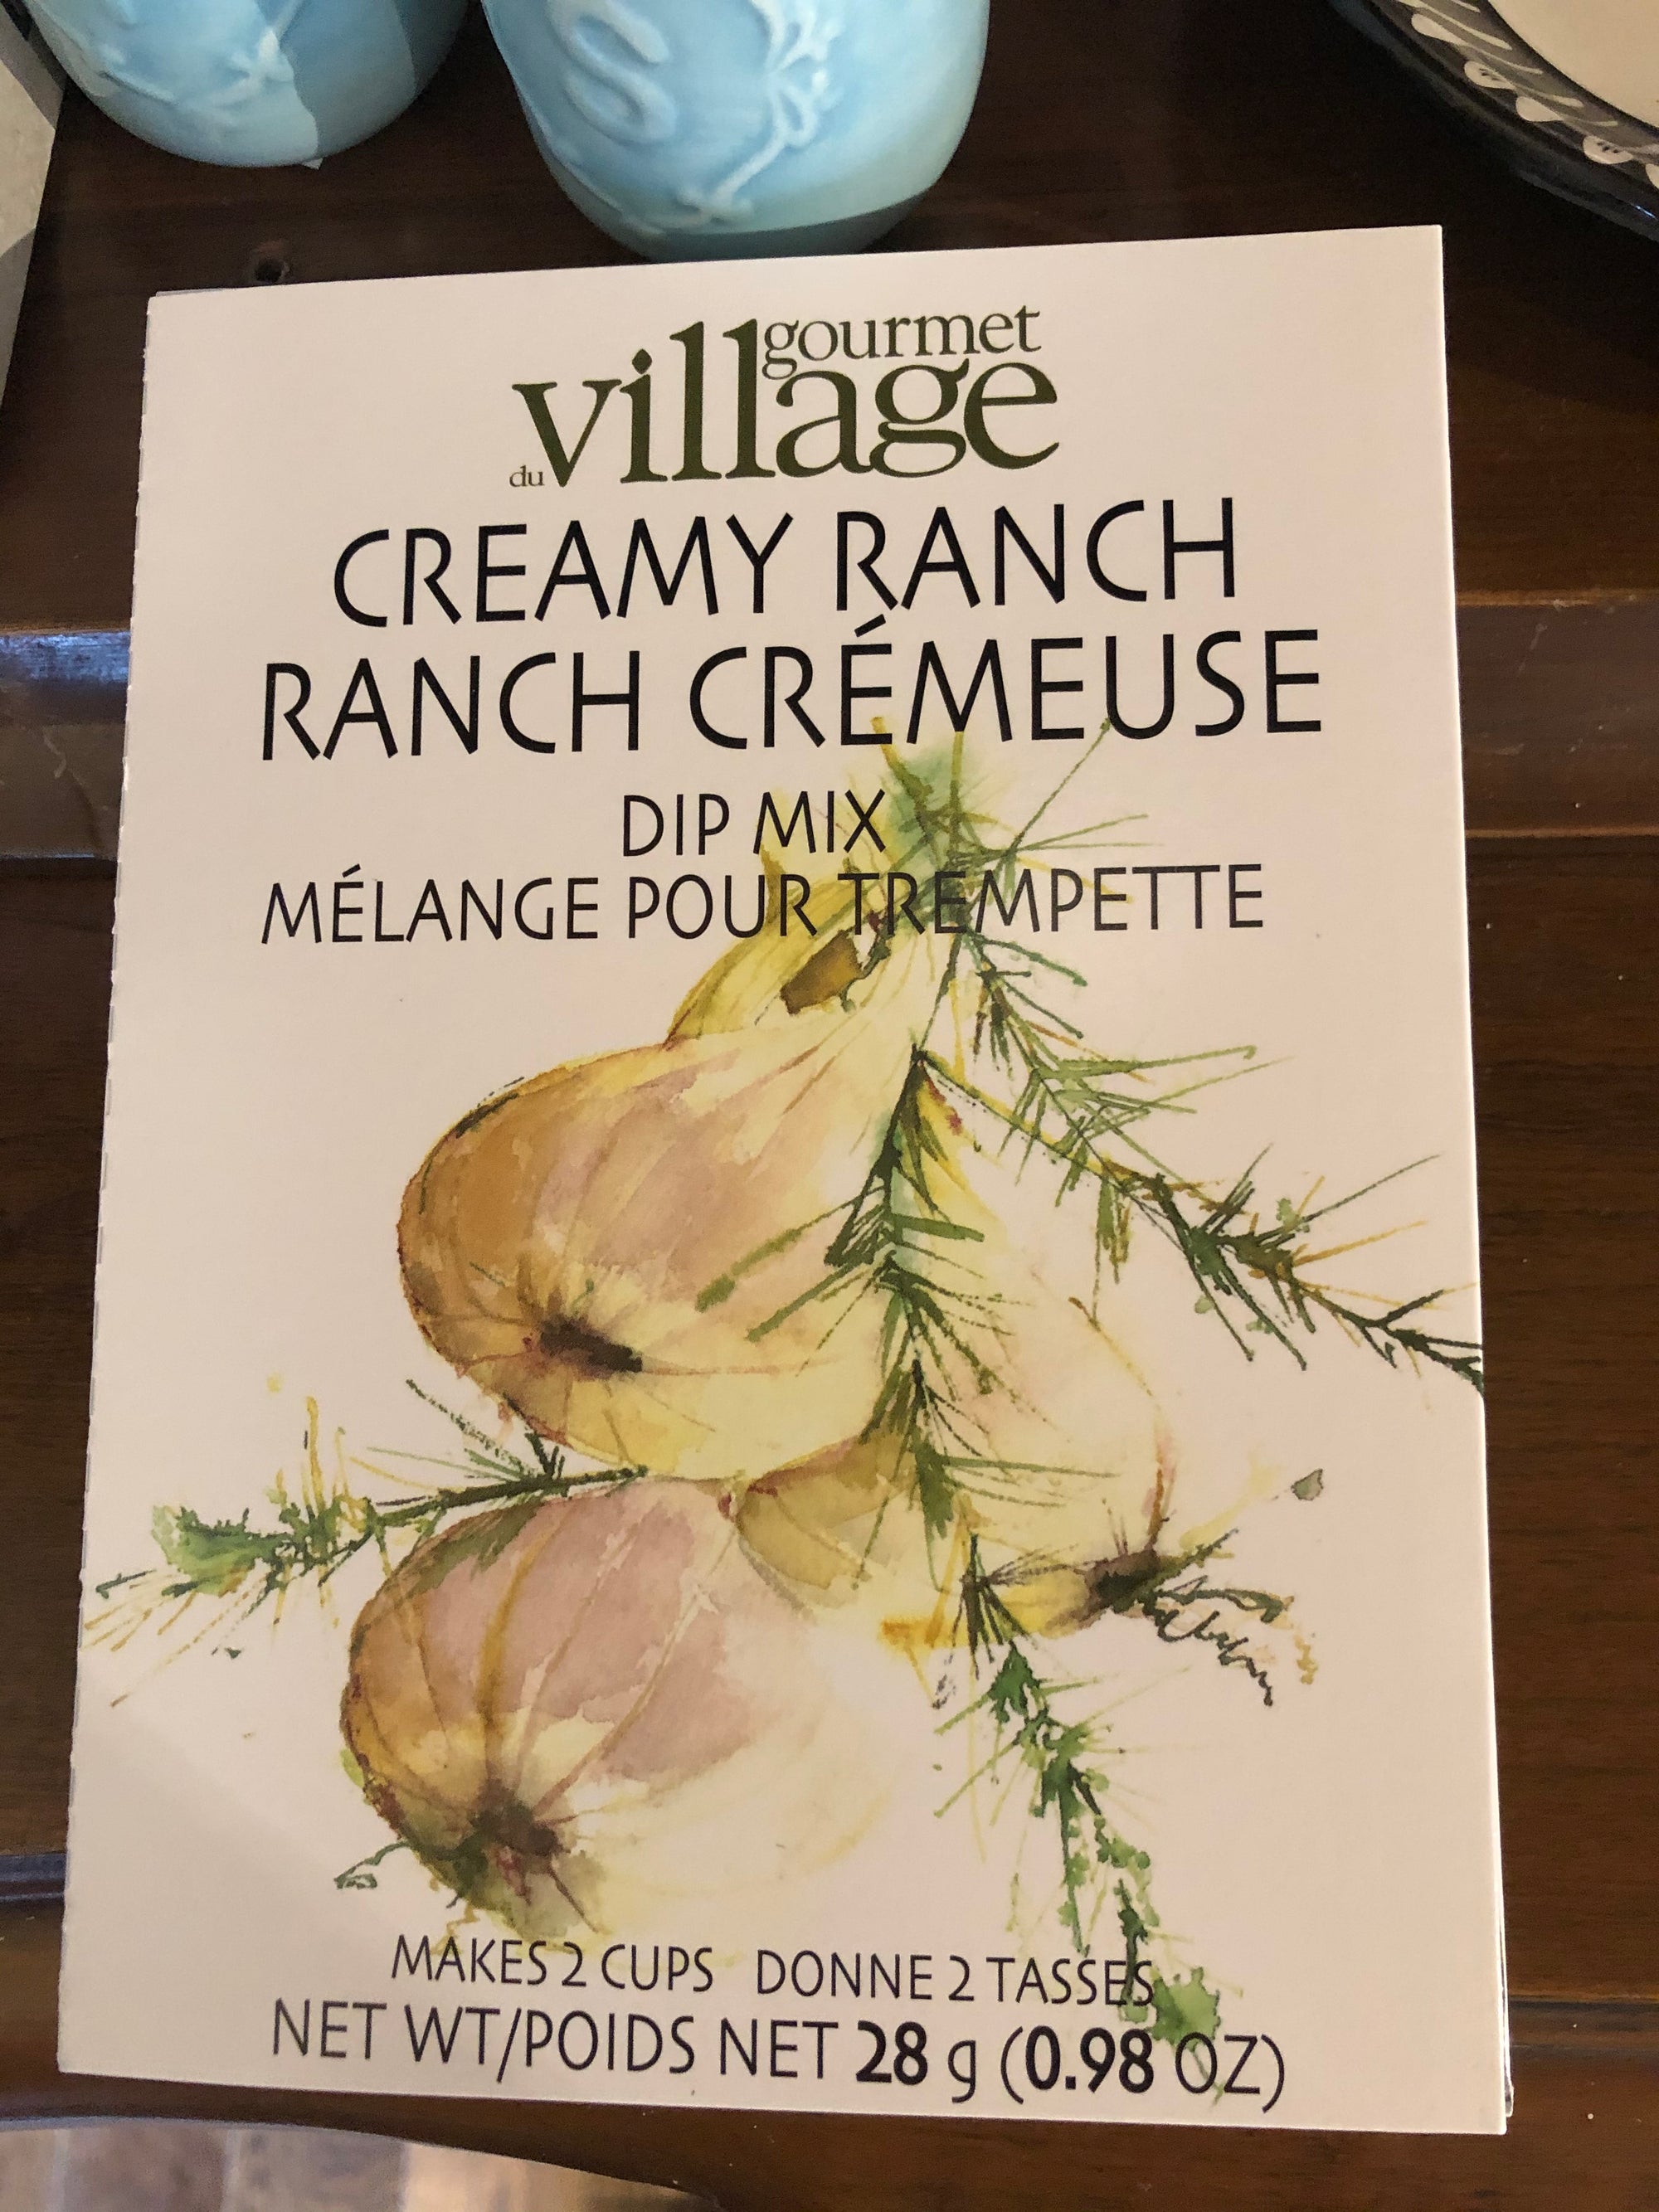 gourmet
du village
CREAMY RANCH
RANCH CRÉMEUSE
DIP MIX
MÉLANGE POUR TREMPETTE
MAKES 2 CUPS DONNE 2 TASSES
NET WT/POIDS NET 28 g (0.98 OZ)